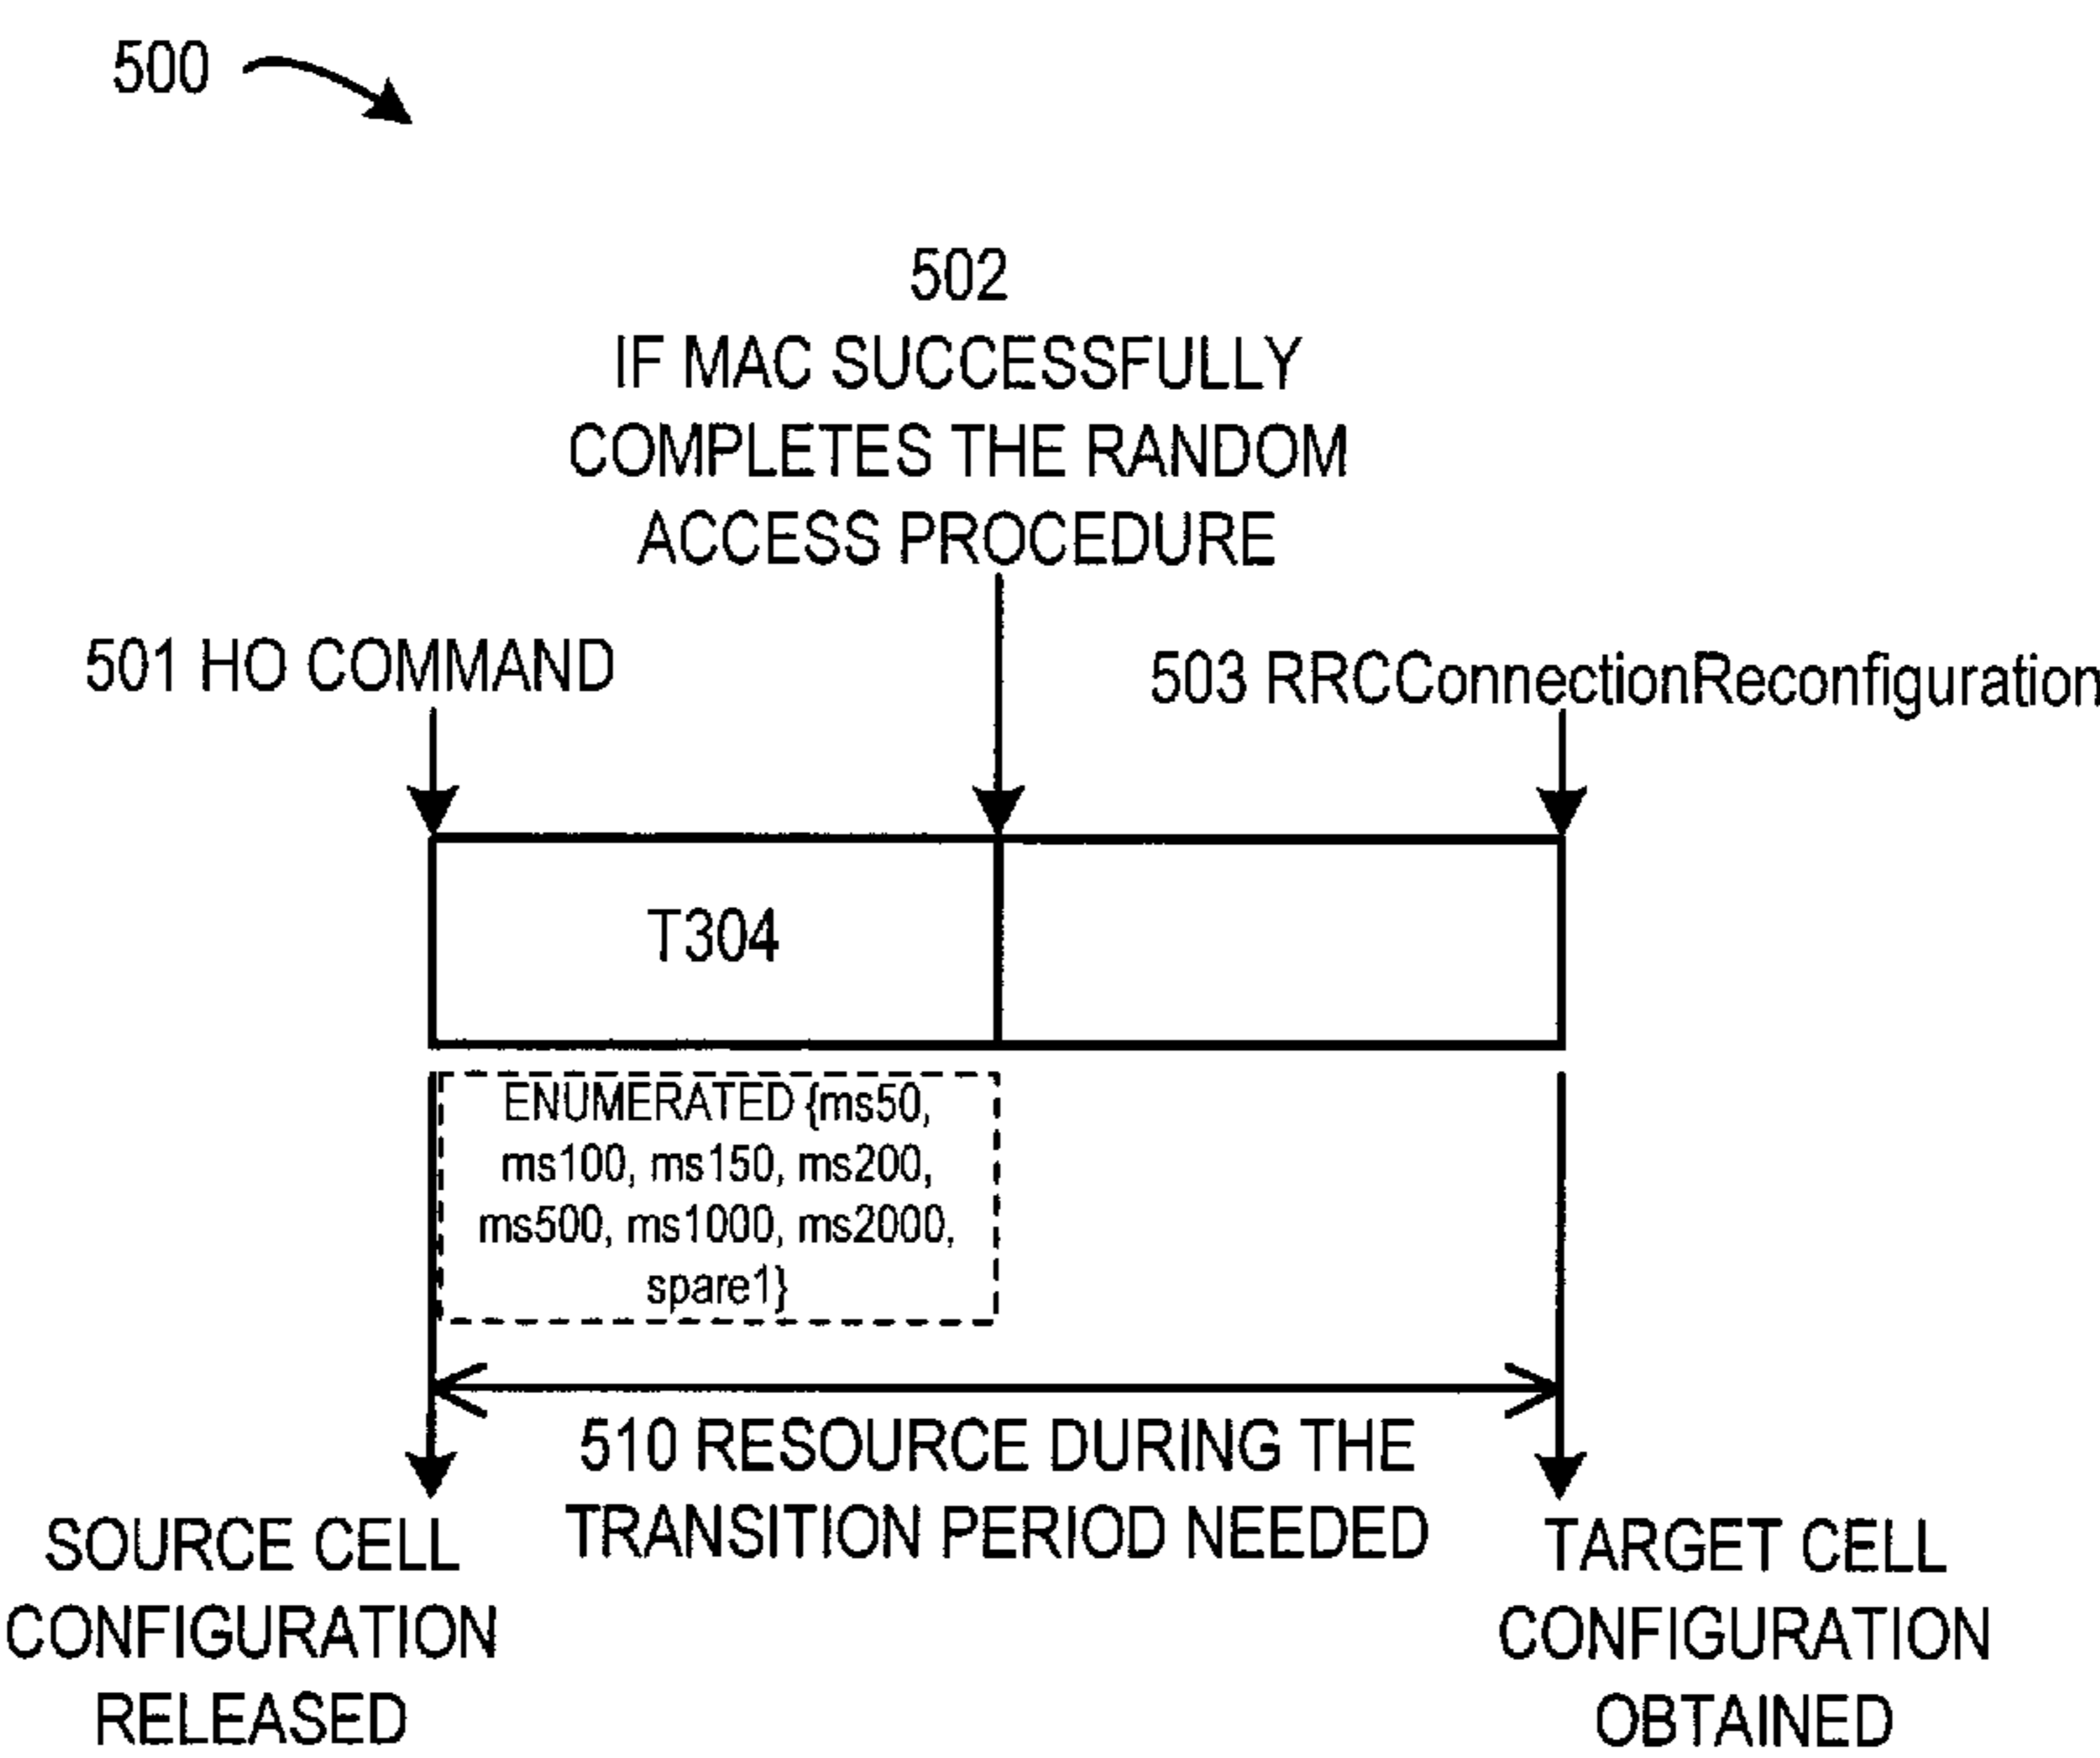 500
502
IF MAC SUCCESSFULLY
COMPLETES THE RANDOM
ACCESS PROCEDURE
501 HO COMMAND
503 RRCConnectionReconfiguration
T304
ENUMERATED {ms50,
ms100, ms150, ms200,
ms500, ms1000, ms2000,
spare1}
510 RESOURCE DURING THE
TRANSITION PERIOD NEEDED
SOURCE CELL
CONFIGURATION
RELEASED
TARGET CELL
CONFIGURATION
OBTAINED